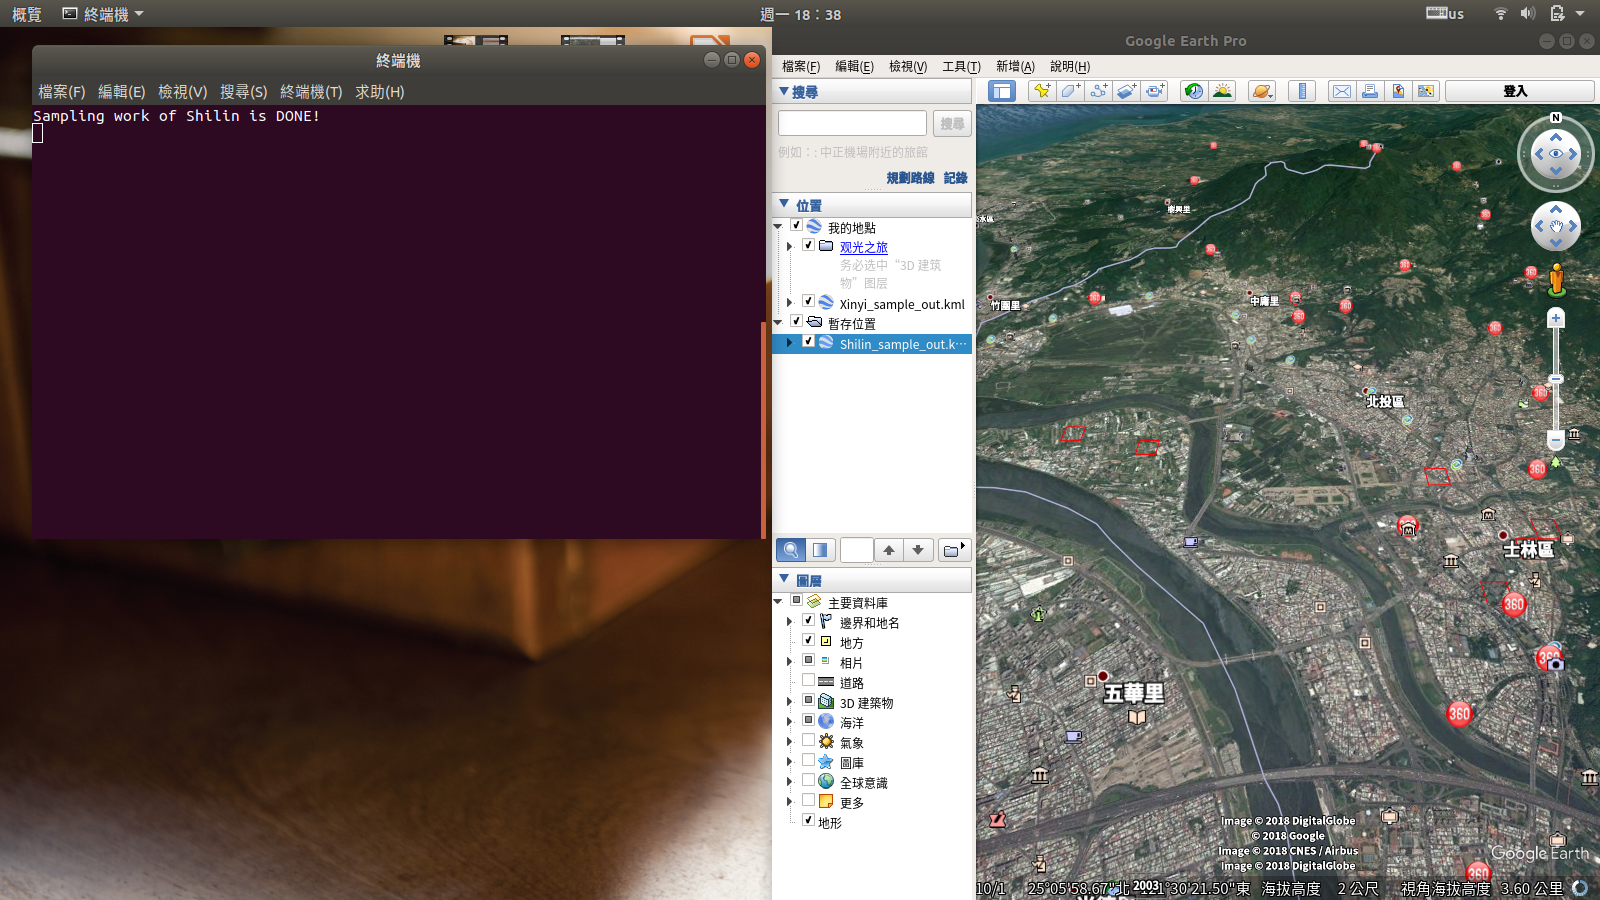 概覽 終端機 週一 18：38 us
終端機
檔案(F) 編輯(E) 檢視(V) 搜尋(S) 終端機(T) 求助(H)
Sampling work of Shilin is DONE!
Google Earth Pro
檔案(F) 編輯(E) 檢視(V) 工具(T) 新增(A) 說明(H)
搜尋
登入
搜尋
例如：: 中正機場附近的旅館
規劃路線 記錄
位置
我的地點
观光之旅
务必选中“3D 建筑
物”图层
Xinyi_sample_out.kml
暫存位置
Shilin_sample_out.k…
圖層
主要資料庫
邊界和地名
地方
相片
道路
3D 建築物
海洋
氣象
圖庫
全球意識
更多
地形
N
竹圍里
中庸里
北投區
士林區
五華里
360
360
360
360
Image © 2018 DigitalGlobe
© 2018 Google
Image © 2018 CNES / Airbus
Image © 2018 DigitalGlobe
Google Earth
10/1 2003 25°05'58.67"北 121°30'21.50"東 海拔高度 2 公尺 視角海拔高度 3.60 公里